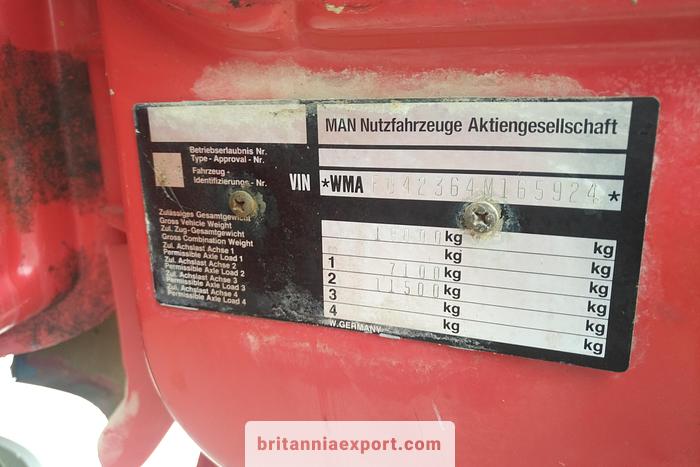 MAN Nutzfahrzeuge Aktiengesellschaft
Betriebserlaubnis Nr.
Type - Approval - Nr.
Fahrzeug -
Identifizierungs - Nr.
VIN
*WMA 42364M165924 *
Zulässiges Gesamtgewicht
Gross Vehicle Weight
Zul. Zug-Gesamtgewicht
Gross Combination Weight
Zul. Achslast Achse 1
Permissible Axle Load 1
Zul. Achslast Achse 2
Permissible Axle Load 2
Zul. Achslast Achse 3
Permissible Axle Load 3
Zul. Achslast Achse 4
Permissible Axle Load 4
kg kg
kg kg
1 7100 kg kg
2 11500 kg kg
3 kg kg
4 kg kg
W.GERMANY
britanniaexport.com